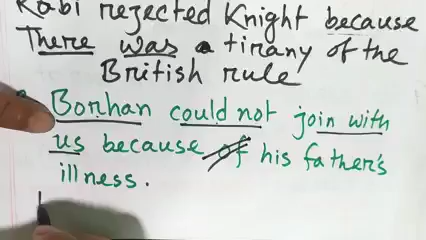 Rabi rejected Knight because
There was a tirany of the
British rule
Borhan could not join with
us because of his father's
illness.